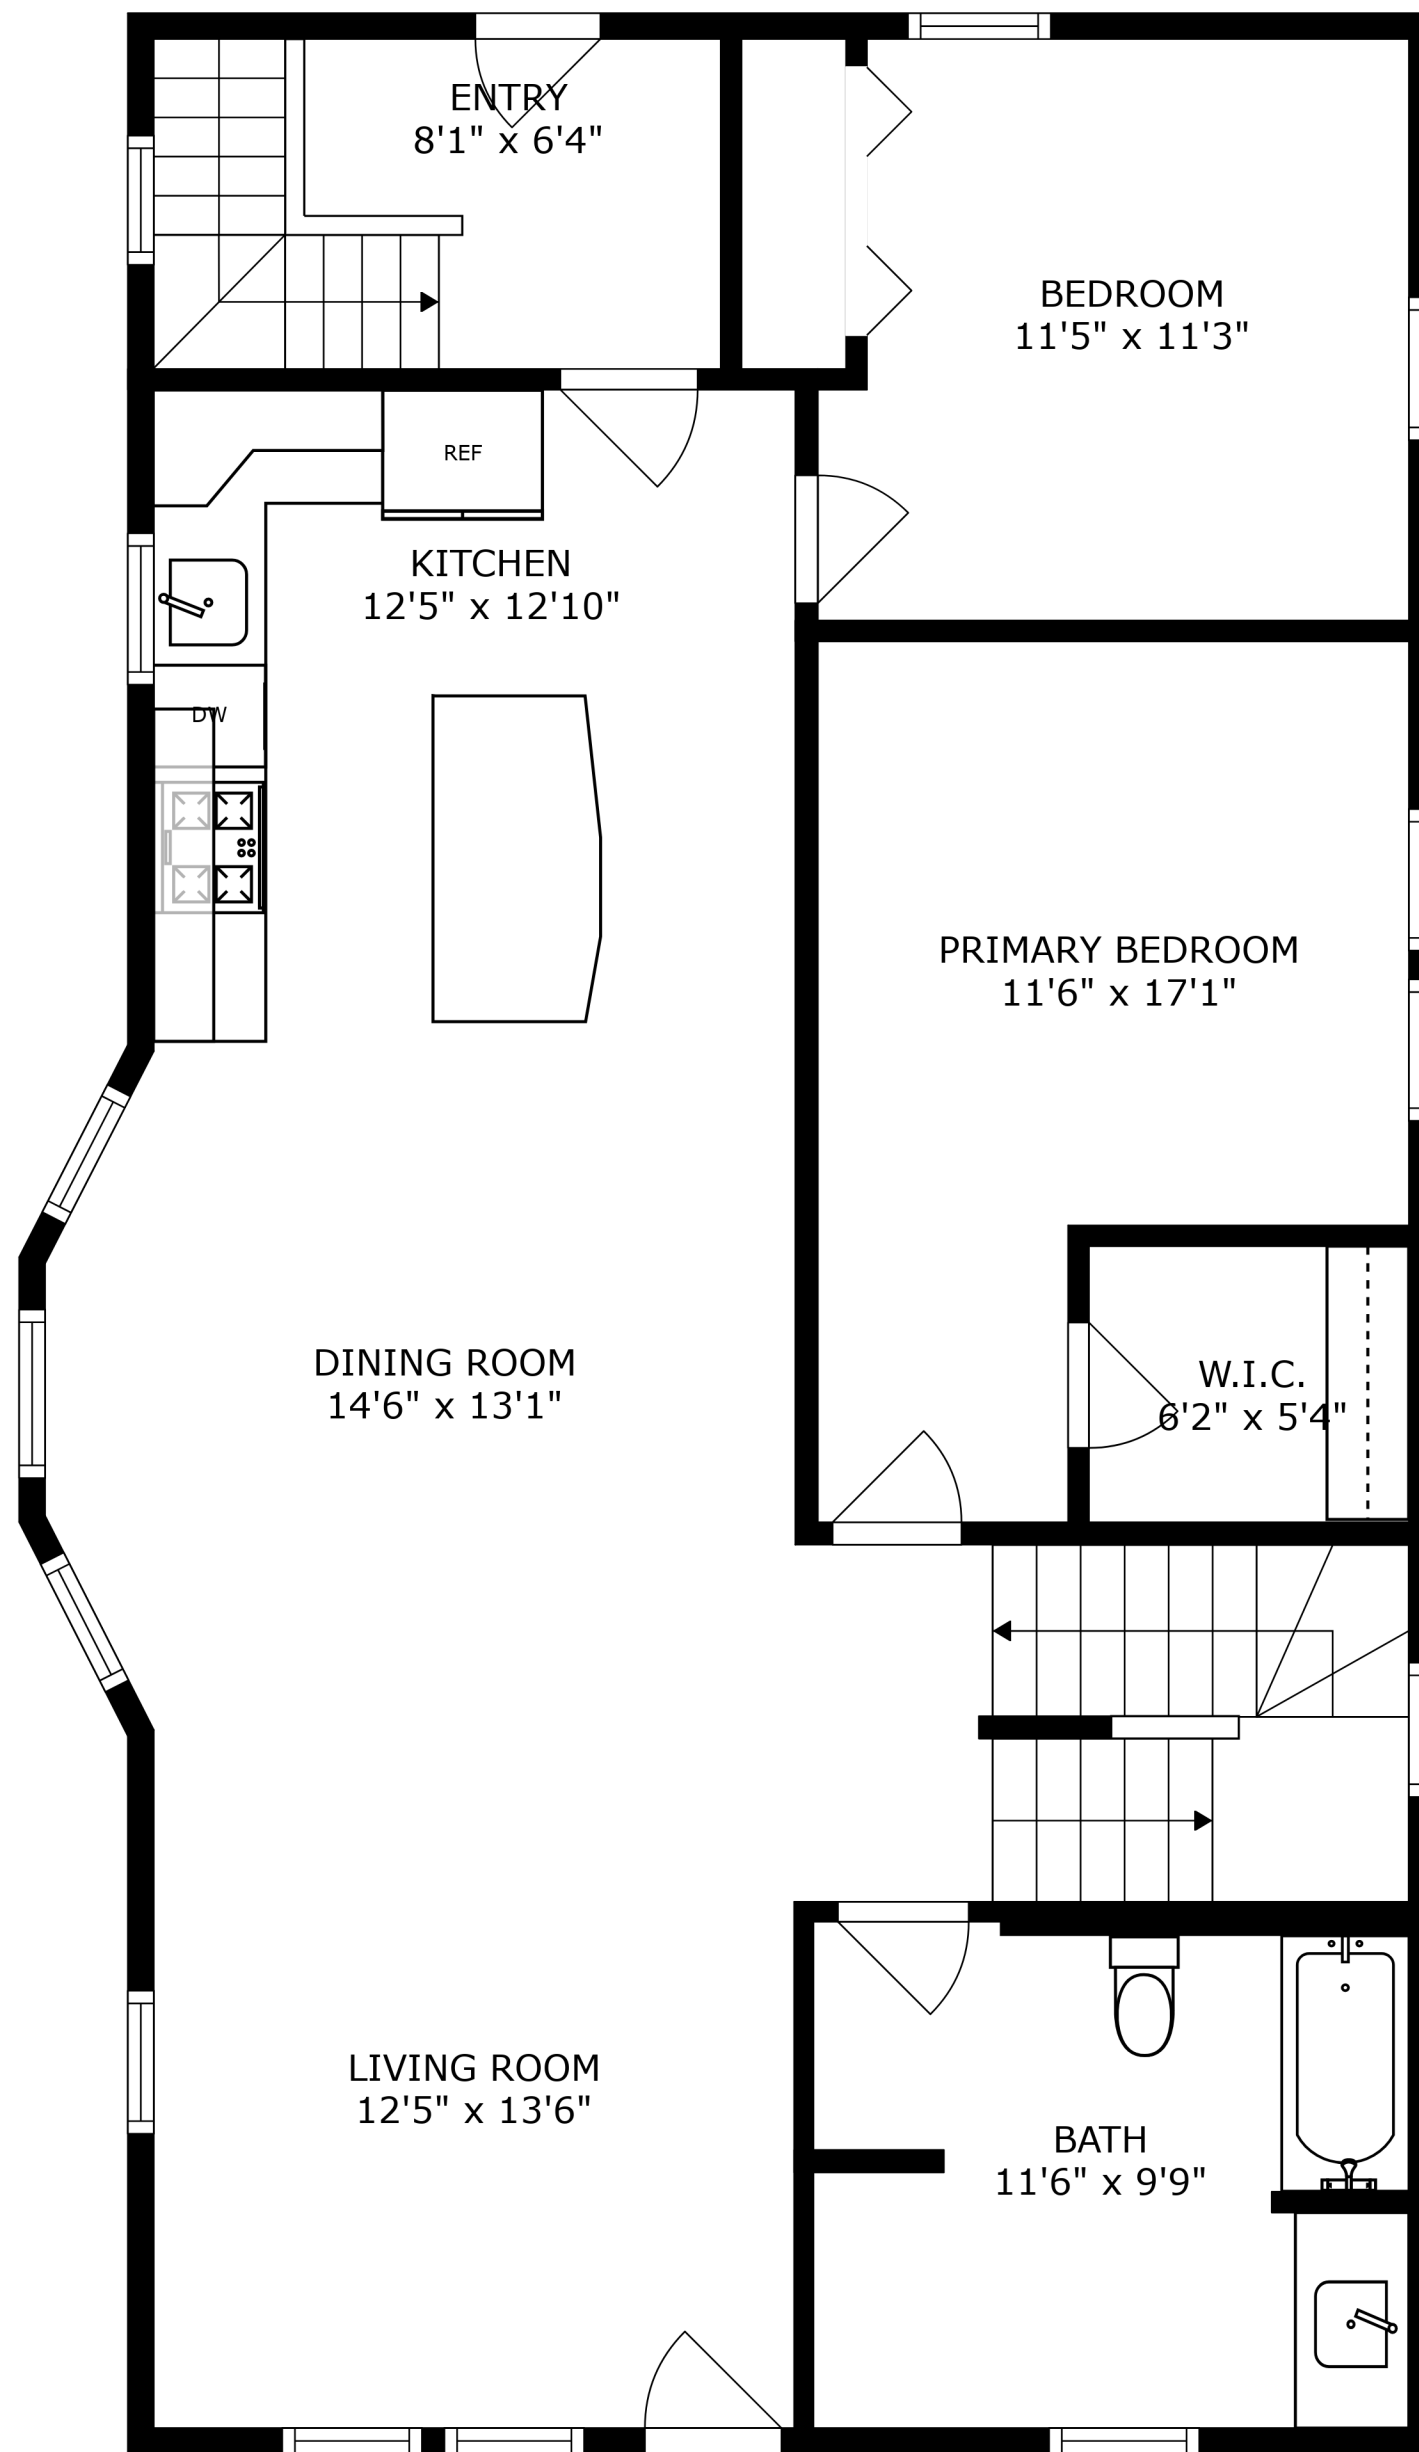 ENTRY
8'1" x 6'4"
BEDROOM
11'5" x 11'3"
REF
KITCHEN
12'5" x 12'10"
DW
PRIMARY BEDROOM
11'6" x 17'1"
DINING ROOM
14'6" x 13'1"
W.I.C.
6'2" x 5'4"
LIVING ROOM
12'5" x 13'6"
BATH
11'6" x 9'9"